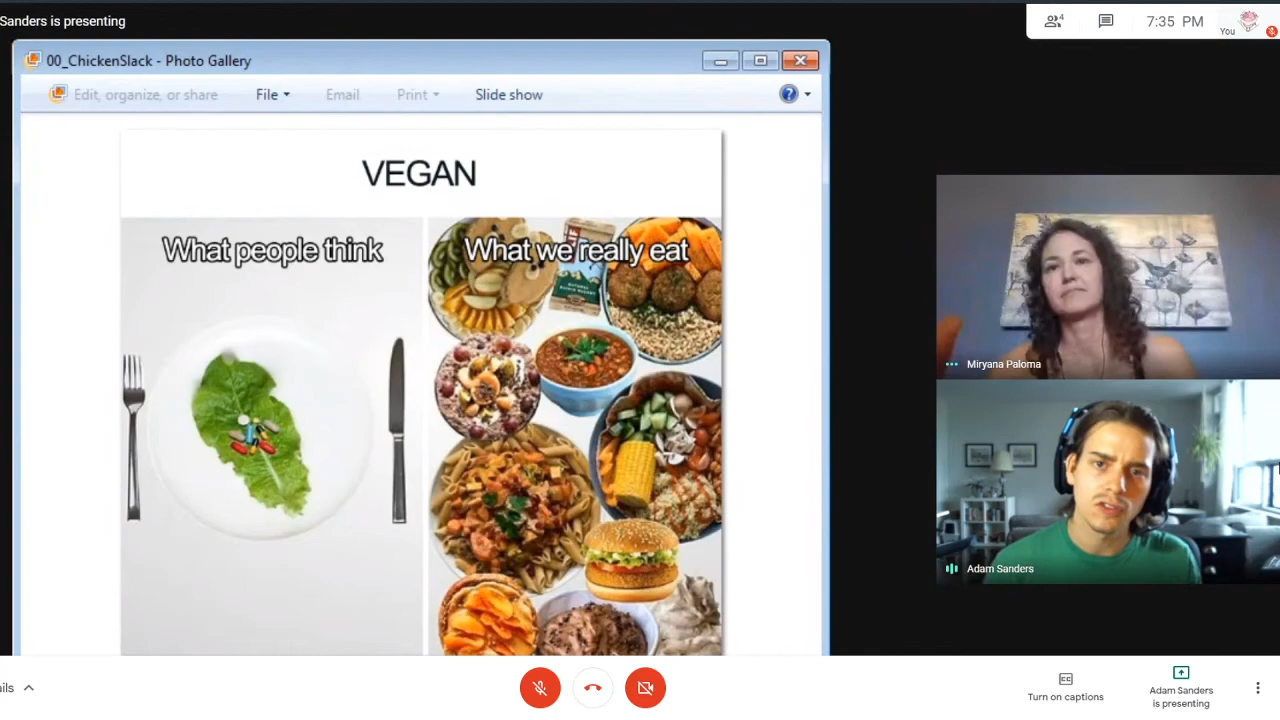 Sanders is presenting
4
7:35 PM
You
00_ChickenSlack - Photo Gallery
Edit, organize, or share
File
Email
Print
Slide show
?
VEGAN
What people think
What we really eat
Miryana Paloma
Adam Sanders
ils
CC
Turn on captions
Adam Sanders
is presenting